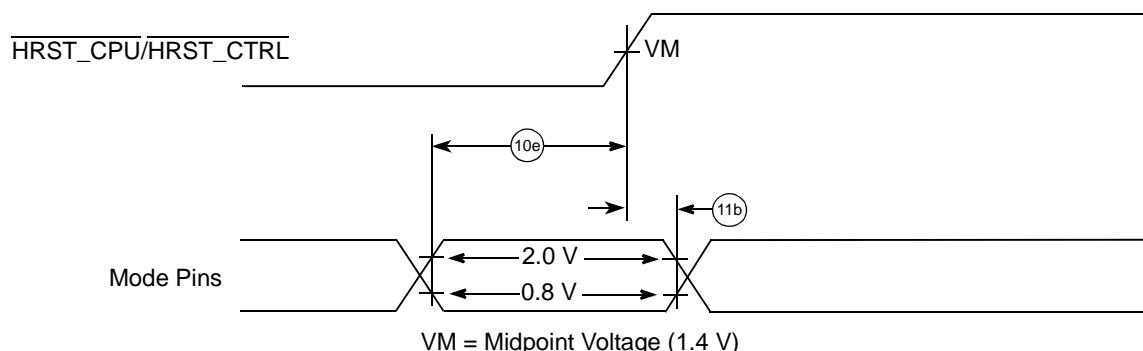 HRST_CPU/HRST_CTRL
VM
10e
11b
2.0 V
Mode Pins
0.8 V
VM = Midpoint Voltage (1.4 V)